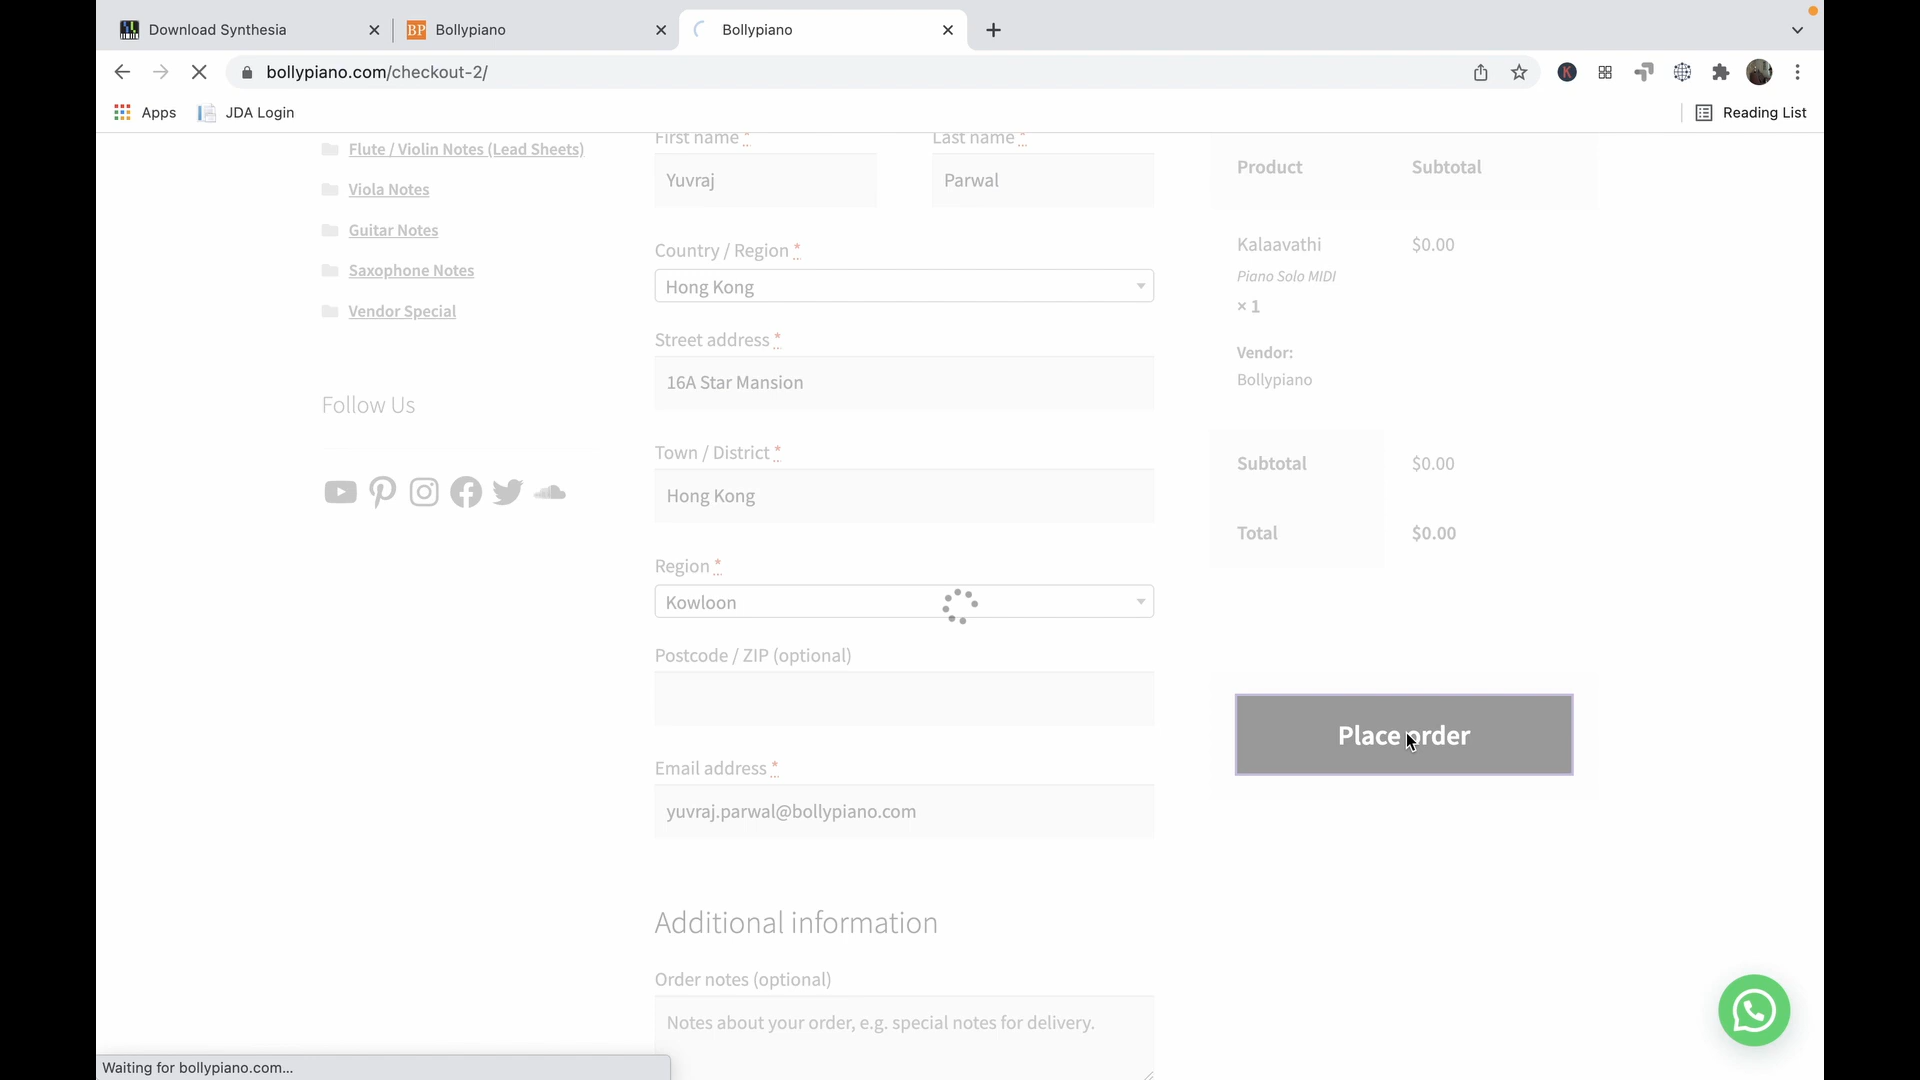 Download Synthesia
BP Bollypiano
Bollypiano
bollypiano.com/checkout-2/
K
Apps
JDA Login
Reading List
Flute / Violin Notes (Lead Sheets)
Viola Notes
Guitar Notes
Saxophone Notes
Vendor Special
Follow Us
First name *
Last name *
Yuvraj
Parwal
Country / Region *
Hong Kong
Street address *
16A Star Mansion
Town / District *
Hong Kong
Region *
Kowloon
Postcode / ZIP (optional)
Email address *
yuvraj.parwal@bollypiano.com
Additional information
Order notes (optional)
Notes about your order, e.g. special notes for delivery.
Product Subtotal
Kalaavathi $0.00
Piano Solo MIDI
× 1
Vendor:
Bollypiano
Subtotal $0.00
Total $0.00
Place order
Waiting for bollypiano.com...